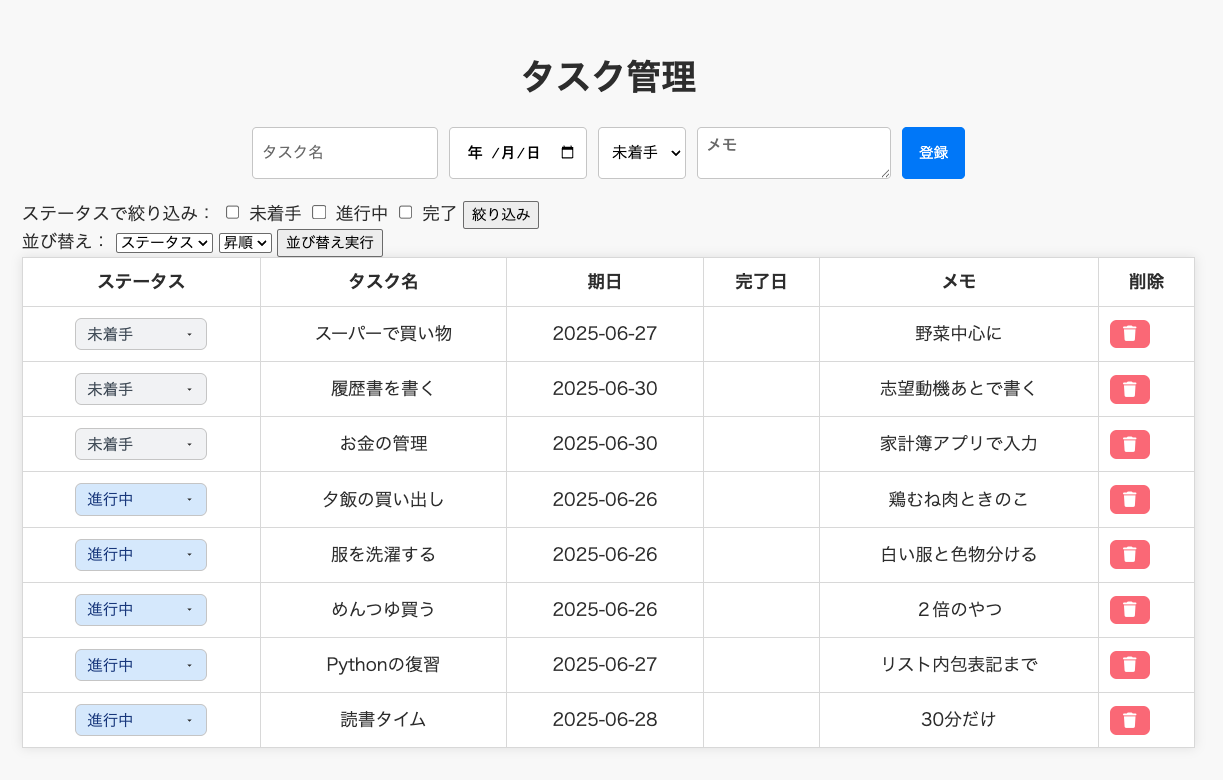 タスク管理
タスク名 年 /月/日 未着手 メモ 登録
ステータスで絞り込み： 未着手 進行中 完了 絞り込み
並び替え： ステータス 昇順 並び替え実行
ステータス タスク名 期日 完了日 メモ 削除
未着手 スーパーで買い物 2025-06-27 野菜中心に
未着手 履歴書を書く 2025-06-30 志望動機あとで書く
未着手 お金の管理 2025-06-30 家計簿アプリで入力
進行中 夕飯の買い出し 2025-06-26 鶏むね肉ときのこ
進行中 服を洗濯する 2025-06-26 白い服と色物分ける
進行中 めんつゆ買う 2025-06-26 ２倍のやつ
進行中 Pythonの復習 2025-06-27 リスト内包表記まで
進行中 読書タイム 2025-06-28 30分だけ